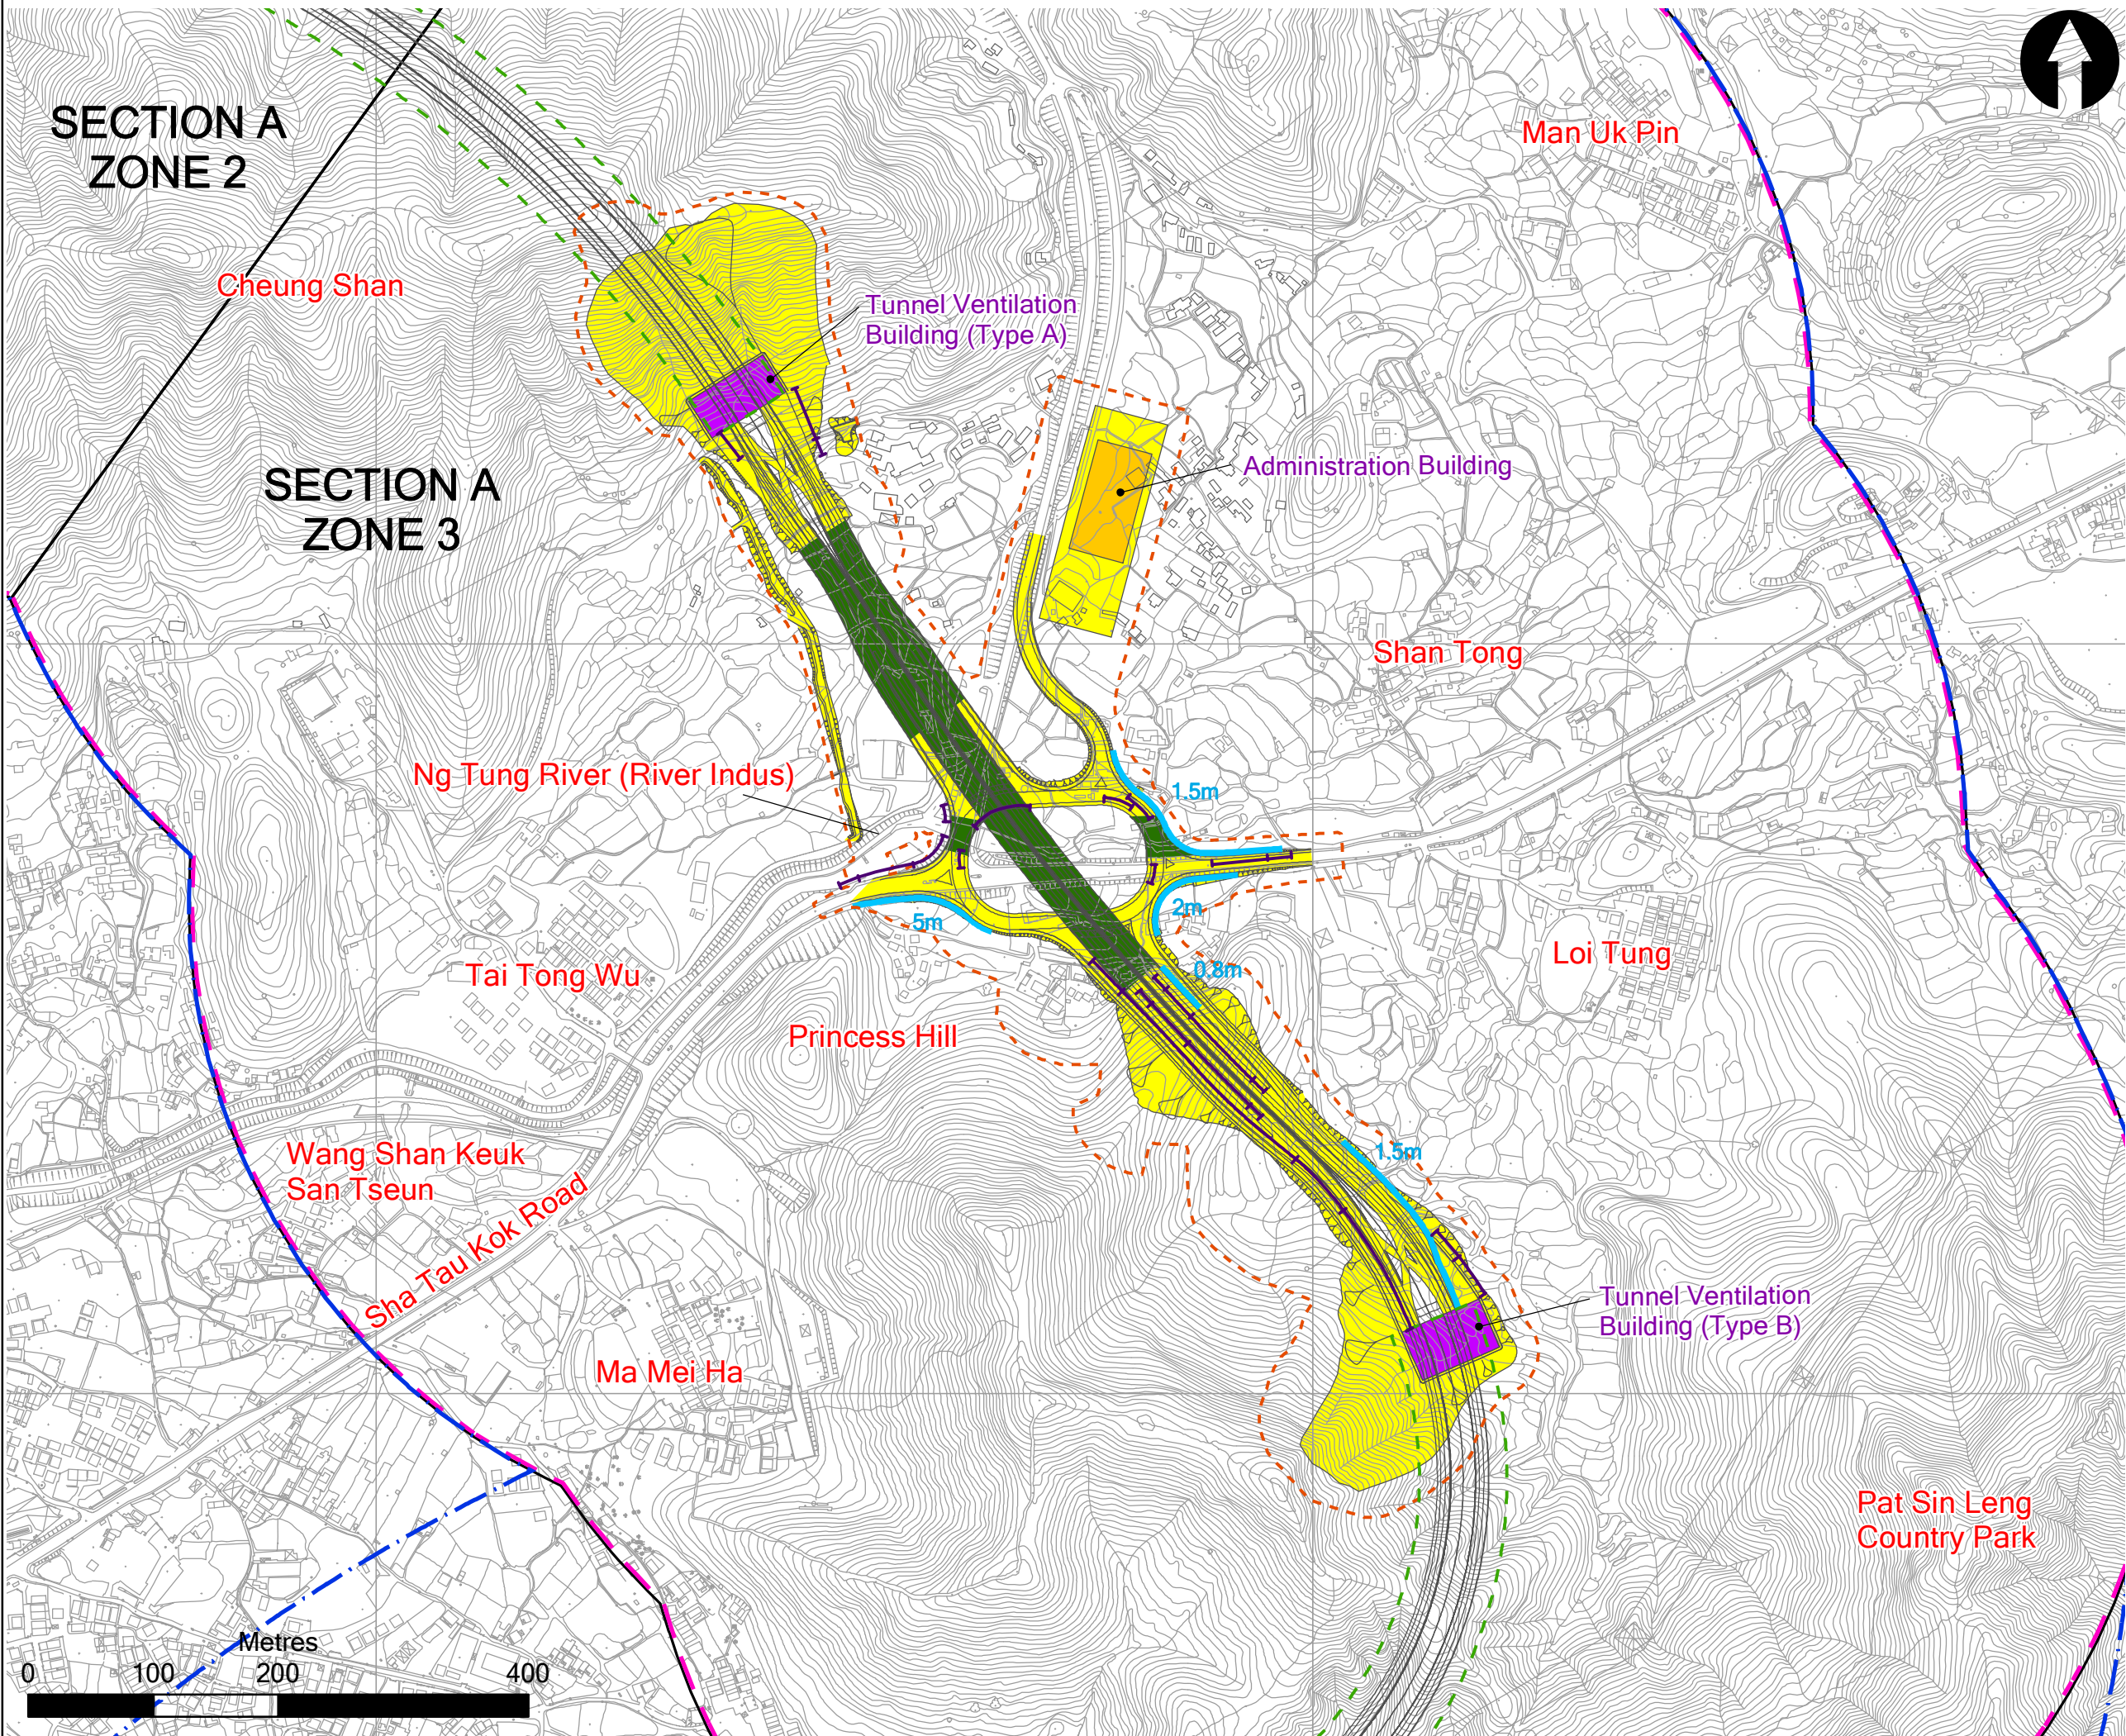 SECTION A
ZONE 2
Man Uk Pin
Cheung Shan
Tunnel Ventilation
Building (Type A)
Administration Building
SECTION A
ZONE 3
Shan Tong
Ng Tung River (River Indus)
1.5m
2m
5m
Loi Tung
Tai Tong Wu
0.8m
Princess Hill
1.5m
Wang Shan Keuk
San Tseun
Sha Tau Kok Road
Tunnel Ventilation
Building (Type B)
Ma Mei Ha
Pat Sin Leng
Country Park
Metres
0 100 200 400